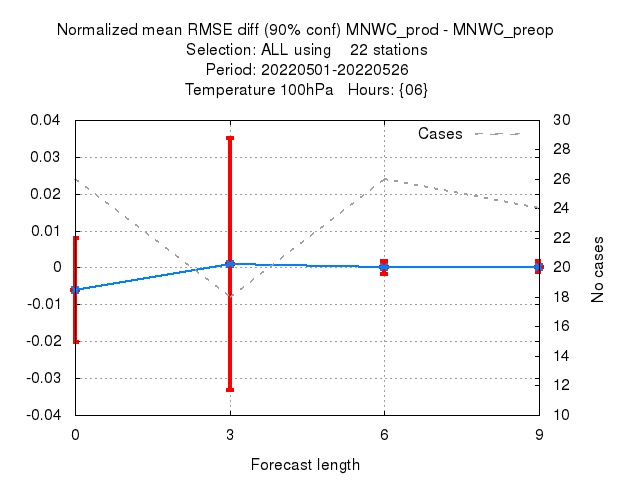 Normalized mean RMSE diff (90% conf) MNWC_prod - MNWC_preop
Selection: ALL using    22 stations
Period: 20220501-20220526
Temperature 100hPa   Hours: {06}
Cases
0.04
0.03
0.02
0.01
0
-0.01
-0.02
-0.03
-0.04
30
28
26
24
22
20
18
16
14
12
10
No cases
0 3 6 9
Forecast length